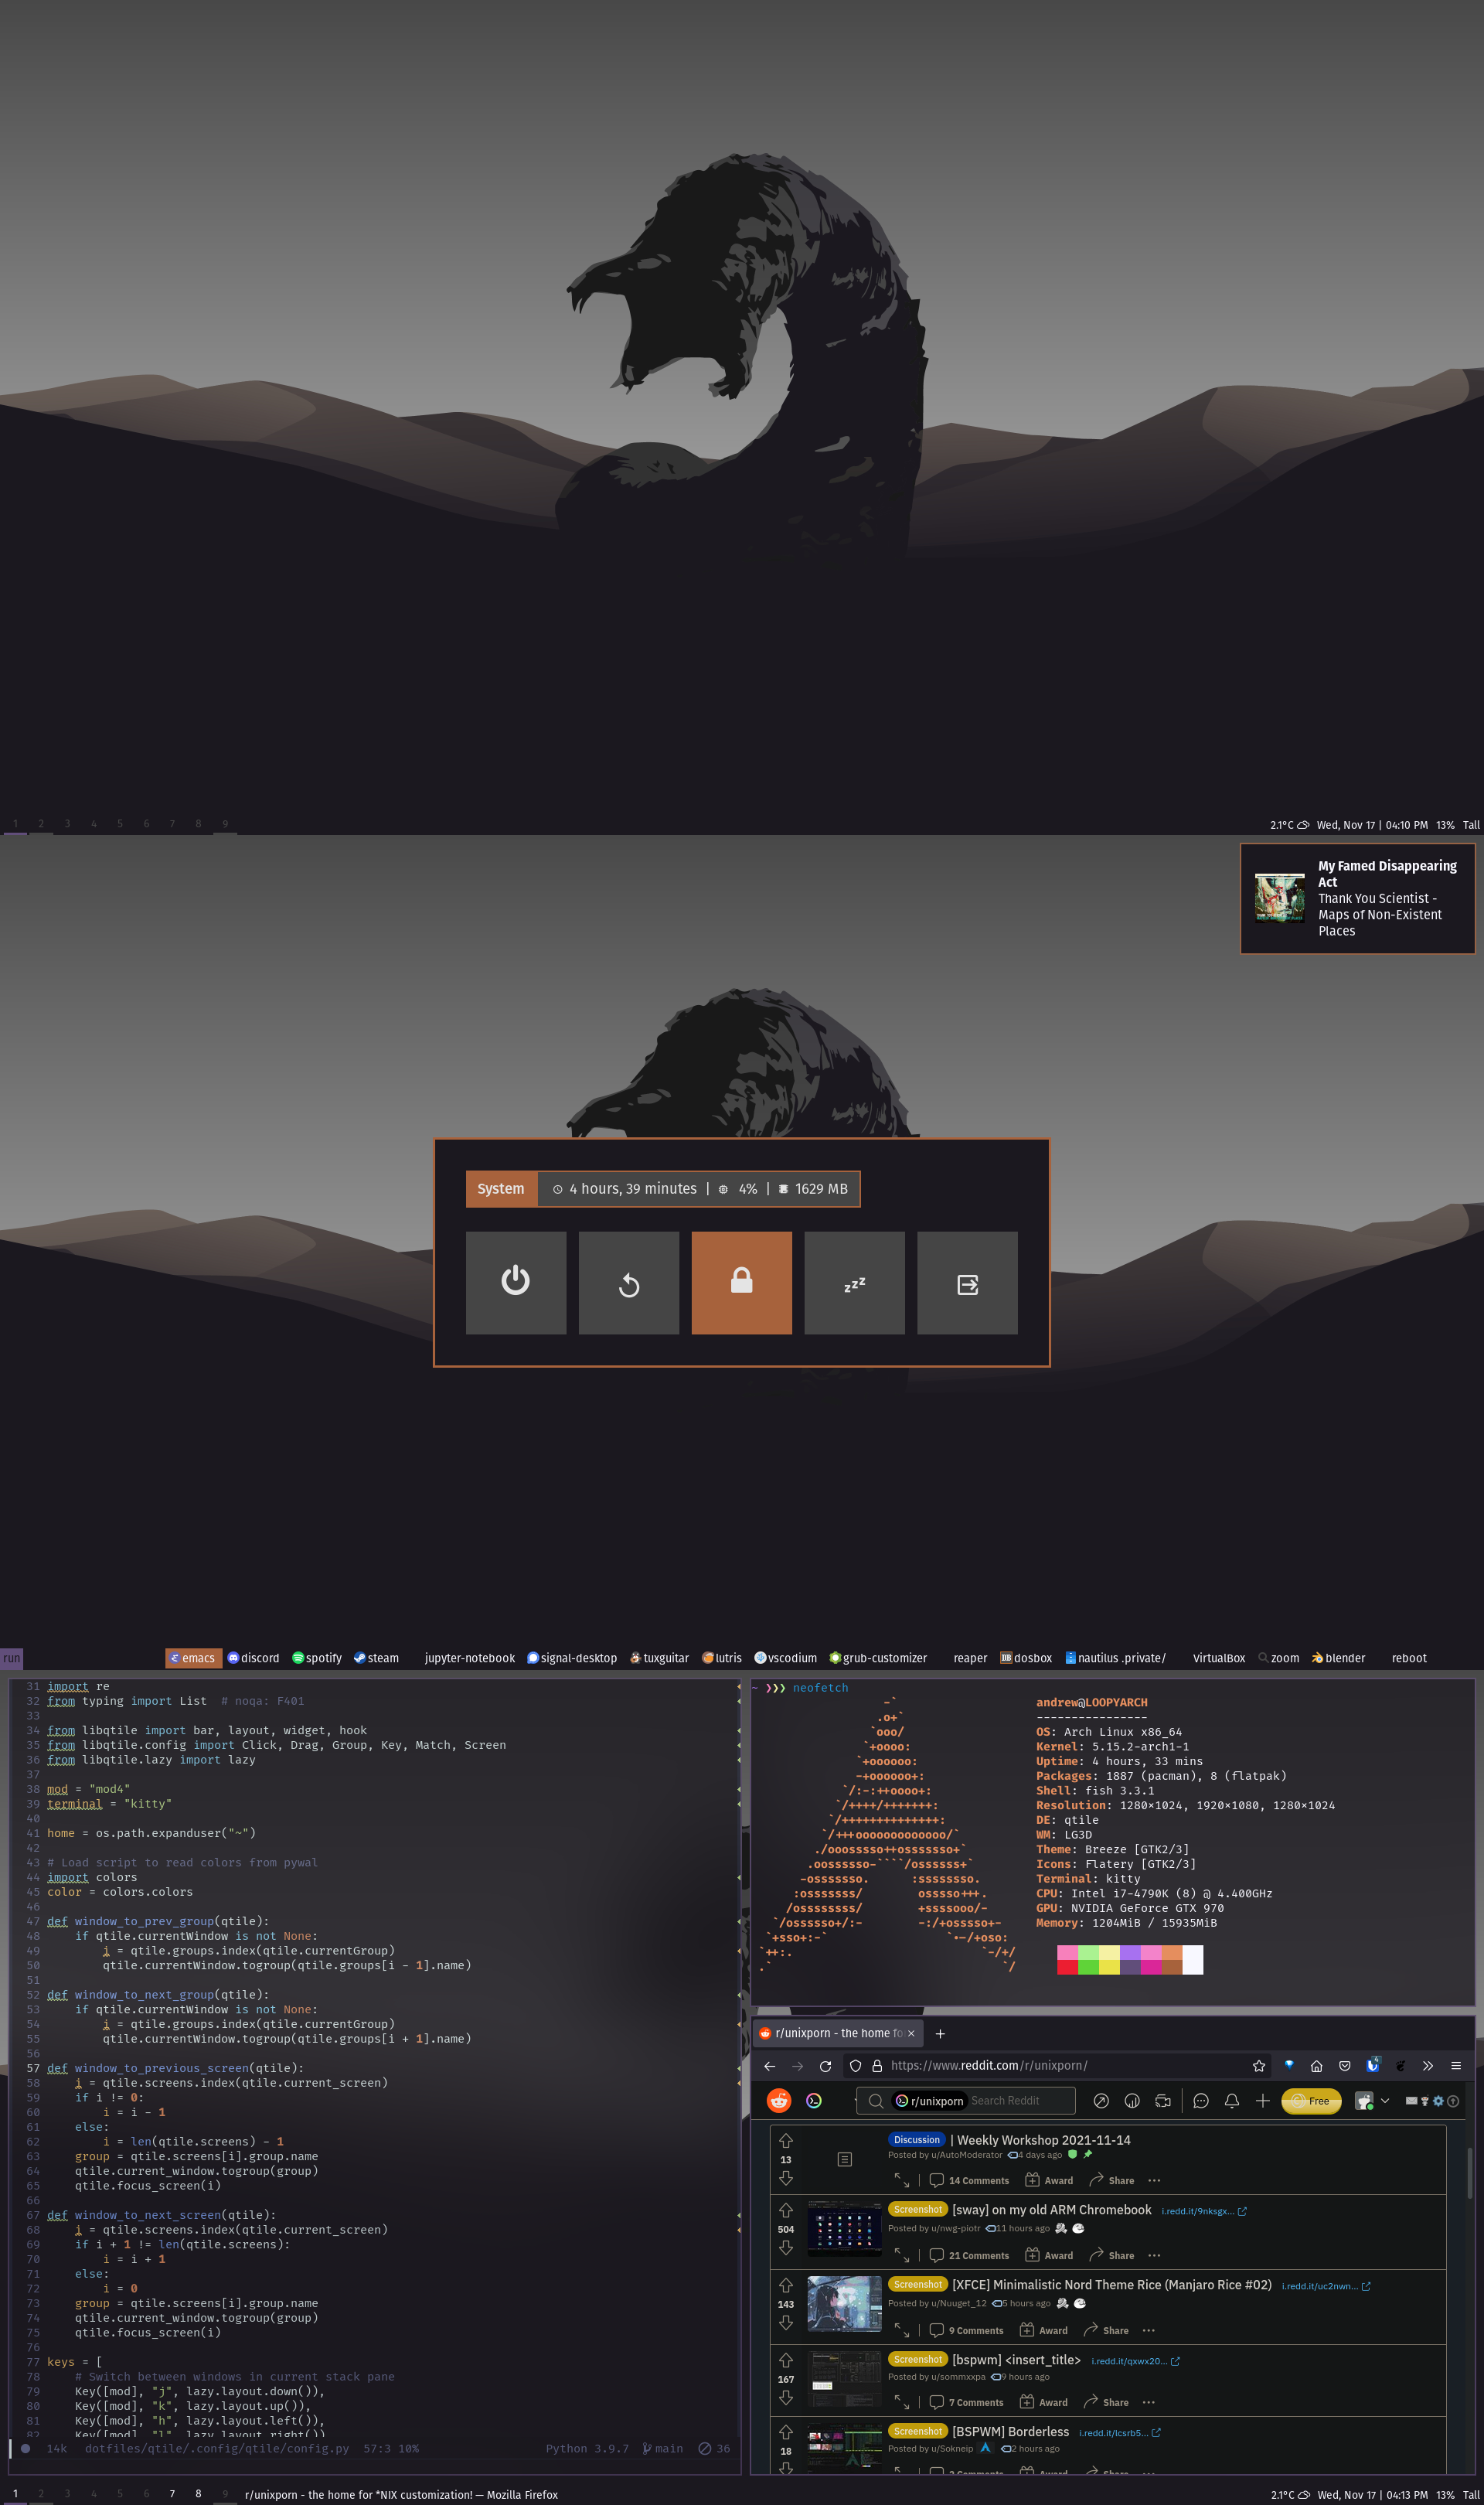 1 2 3 4 5 6 7 8 9
2.1°C Wed, Nov 17 | 04:10 PM 13% Tall
My Famed Disappearing
Act
Thank You Scientist -
Maps of Non-Existent
Places
System 4 hours, 39 minutes | 4% | 1629 MB
zzz
run emacs discord spotify steam jupyter-notebook signal-desktop tuxguitar lutris vscodium grub-customizer reaper dosbox nautilus .private/ VirtualBox zoom blender reboot
31 import re
32 from typing import List # noqa: F401
33
34 from libqtile import bar, layout, widget, hook
35 from libqtile.config import Click, Drag, Group, Key, Match, Screen
36 from libqtile.lazy import lazy
37
38 mod = "mod4"
39 terminal = "kitty"
40
41 home = os.path.expanduser("~")
42
43 # Load script to read colors from pywal
44 import colors
45 color = colors.colors
46
47 def window_to_prev_group(qtile):
48 if qtile.currentWindow is not None:
49 i = qtile.groups.index(qtile.currentGroup)
50 qtile.currentWindow.togroup(qtile.groups[i - 1].name)
51
52 def window_to_next_group(qtile):
53 if qtile.currentWindow is not None:
54 i = qtile.groups.index(qtile.currentGroup)
55 qtile.currentWindow.togroup(qtile.groups[i + 1].name)
56
57 def window_to_previous_screen(qtile):
58 i = qtile.screens.index(qtile.current_screen)
59 if i != 0:
60 i = i - 1
61 else:
62 i = len(qtile.screens) - 1
63 group = qtile.screens[i].group.name
64 qtile.current_window.togroup(group)
65 qtile.focus_screen(i)
66
67 def window_to_next_screen(qtile):
68 i = qtile.screens.index(qtile.current_screen)
69 if i + 1 != len(qtile.screens):
70 i = i + 1
71 else:
72 i = 0
73 group = qtile.screens[i].group.name
74 qtile.current_window.togroup(group)
75 qtile.focus_screen(i)
76
77 keys = [
78 # Switch between windows in current stack pane
79 Key([mod], "j", lazy.layout.down()),
80 Key([mod], "k", lazy.layout.up()),
81 Key([mod], "h", lazy.layout.left()),
82 Key([mod], "l", lazy.layout.right()),
14k dotfiles/qtile/.config/qtile/config.py 57:3 10% Python 3.9.7 main 36
~ ❯❯❯ neofetch
andrew@LOOPYARCH
----------------
OS: Arch Linux x86_64
Kernel: 5.15.2-arch1-1
Uptime: 4 hours, 33 mins
Packages: 1887 (pacman), 8 (flatpak)
Shell: fish 3.3.1
Resolution: 1280×1024, 1920×1080, 1280×1024
DE: qtile
WM: LG3D
Theme: Breeze [GTK2/3]
Icons: Flatery [GTK2/3]
Terminal: kitty
CPU: Intel i7-4790K (8) @ 4.400GHz
GPU: NVIDIA GeForce GTX 970
Memory: 1204MiB / 15935MiB
r/unixporn - the home fo
https://www.reddit.com/r/unixporn/
4
r/unixporn Search Reddit
Free
13
Discussion | Weekly Workshop 2021-11-14
Posted by u/AutoModerator 4 days ago
14 Comments Award Share
504
Screenshot [sway] on my old ARM Chromebook i.redd.it/9nksgx...
Posted by u/nwg-piotr 11 hours ago
21 Comments Award Share
143
Screenshot [XFCE] Minimalistic Nord Theme Rice (Manjaro Rice #02) i.redd.it/uc2nwn...
Posted by u/Nuuget_12 5 hours ago
9 Comments Award Share
167
Screenshot [bspwm] <insert_title> i.redd.it/qxwx20...
Posted by u/sommxxpa 9 hours ago
7 Comments Award Share
18
Screenshot [BSPWM] Borderless i.redd.it/lcsrb5...
Posted by u/Sokneip 2 hours ago
1 2 3 4 5 6 7 8 9 r/unixporn - the home for *NIX customization! — Mozilla Firefox
2.1°C Wed, Nov 17 | 04:13 PM 13% Tall